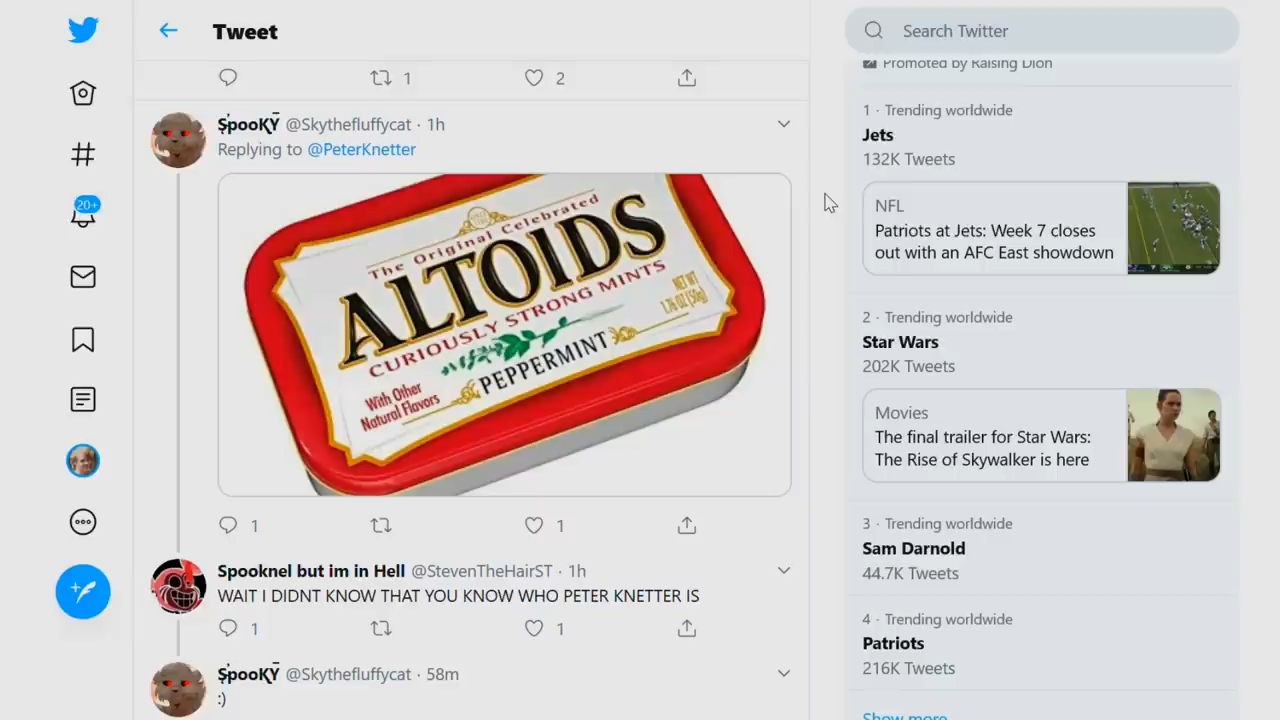 Tweet
Search Twitter
1
2
Promoted by Raising Dion
SpooKY @Skythefluffycat · 1h
Replying to @PeterKnetter
The Original Celebrated
ALTOIDS
CURIOUSLY STRONG MINTS
PEPPERMINT
With Other
Natural Flavors
NET WT
1.76 OZ (50g)
1
1
Spooknel but im in Hell @StevenTheHairST · 1h
WAIT I DIDNT KNOW THAT YOU KNOW WHO PETER KNETTER IS
1
1
SpooKY @Skythefluffycat · 58m
:)
20+
1 · Trending worldwide
Jets
132K Tweets
NFL
Patriots at Jets: Week 7 closes
out with an AFC East showdown
2 · Trending worldwide
Star Wars
202K Tweets
Movies
The final trailer for Star Wars:
The Rise of Skywalker is here
3 · Trending worldwide
Sam Darnold
44.7K Tweets
4 · Trending worldwide
Patriots
216K Tweets
Show more